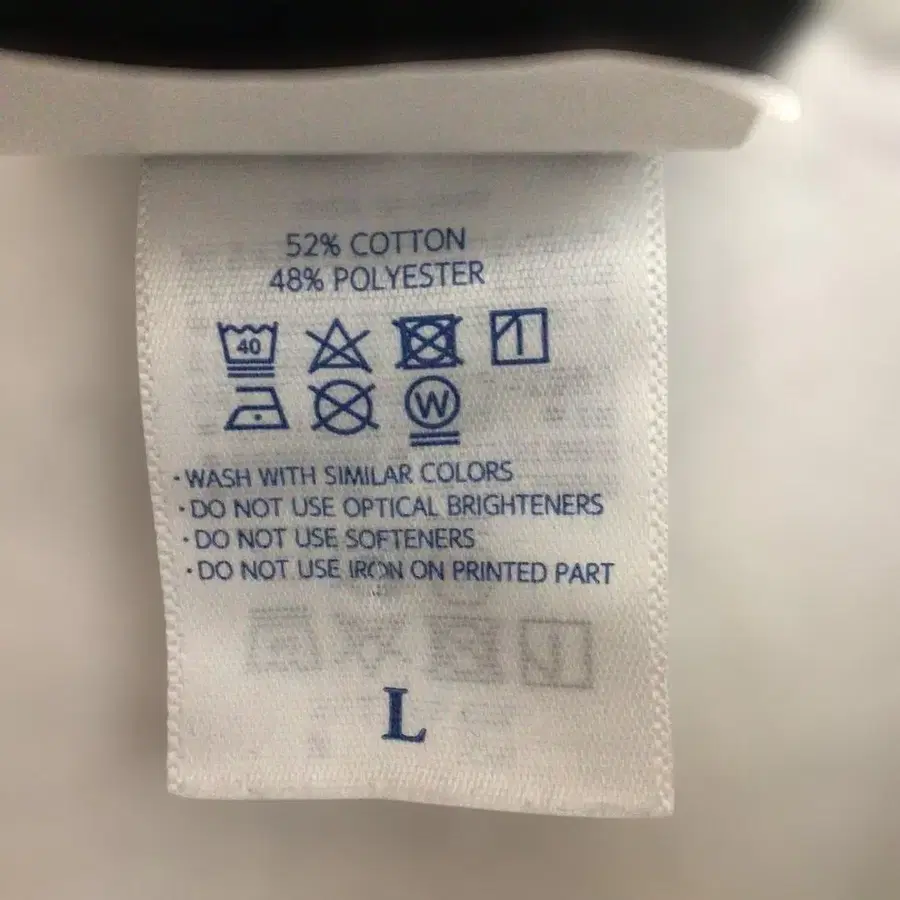 52% COTTON
48% POLYESTER
40
W
·WASH WITH SIMILAR COLORS
·DO NOT USE OPTICAL BRIGHTENERS
·DO NOT USE SOFTENERS
·DO NOT USE IRON ON PRINTED PART
L